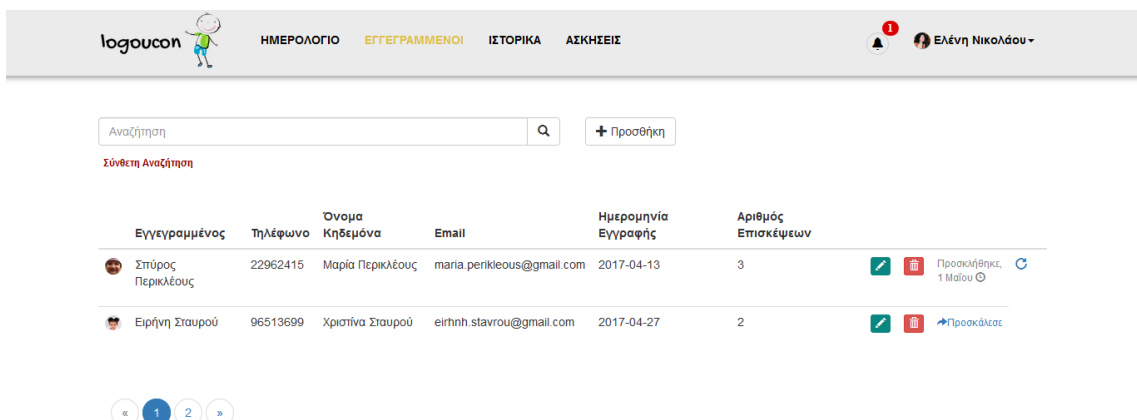 logoucon ΗΜΕΡΟΛΟΓΙΟ ΕΓΓΕΓΡΑΜΜΕΝΟΙ ΙΣΤΟΡΙΚΑ ΑΣΚΗΣΕΙΣ 1 Ελένη Νικολάου
Αναζήτηση Προσθήκη
Σύνθετη Αναζήτηση
Εγγεγραμμένος Τηλέφωνο Όνομα Κηδεμόνα Email Ημερομηνία Εγγραφής Αριθμός Επισκέψεων
Σπύρος Περικλέους 22962415 Μαρία Περικλέους maria.perikleous@gmail.com 2017-04-13 3 Προσκλήθηκε, 1 Μαΐου
Ειρήνη Σταυρού 96513699 Χριστίνα Σταυρού eirhnh.stavrou@gmail.com 2017-04-27 2 Προσκάλεσε
« 1 2 »